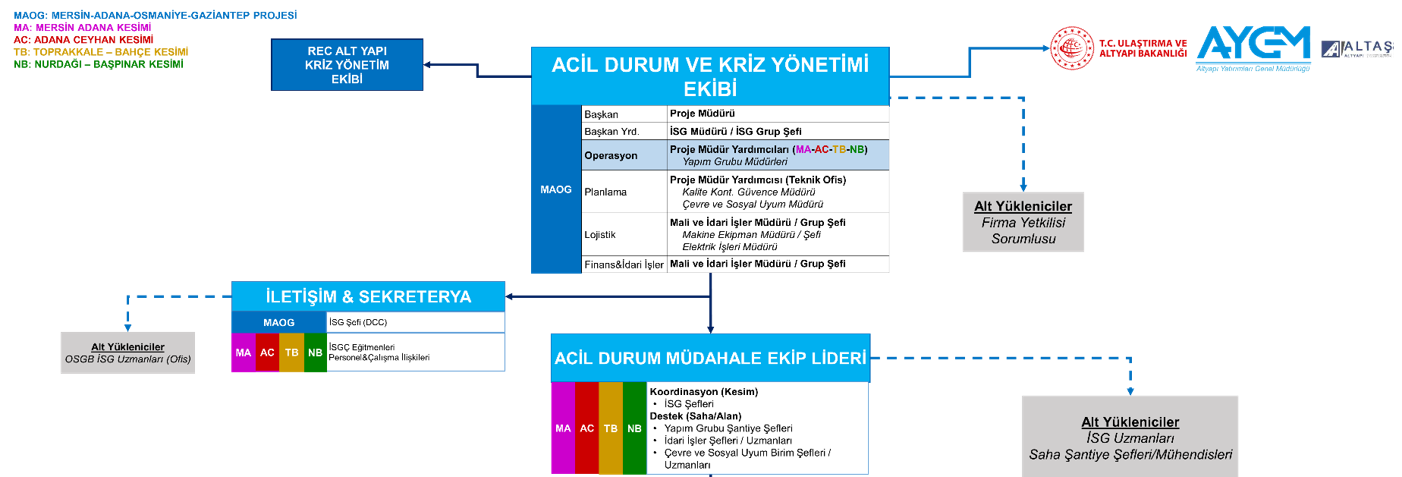 MAOG: MERSİN-ADANA-OSMANİYE-GAZİANTEP PROJESİ
MA: MERSİN ADANA KESİMİ
AC: ADANA CEYHAN KESİMİ
TB: TOPRAKKALE – BAHÇE KESİMİ
NB: NURDAĞI – BAŞPINAR KESİMİ
REC ALT YAPI
KRİZ YÖNETİM
EKİBİ
ACİL DURUM VE KRİZ YÖNETİMİ
EKİBİ
T.C. ULAŞTIRMA VE
ALTYAPI BAKANLIĞI
AYGM
Altyapı Yatırımları Genel Müdürlüğü
ALTAŞ
MAOG
Başkan Proje Müdürü
Başkan Yrd. İSG Müdürü / İSG Grup Şefi
Operasyon Proje Müdür Yardımcıları (MA-AC-TB-NB)
Yapım Grubu Müdürleri
Planlama Proje Müdür Yardımcısı (Teknik Ofis)
Kalite Kont. Güvence Müdürü
Çevre ve Sosyal Uyum Müdürü
Lojistik Mali ve İdari İşler Müdürü / Grup Şefi
Makine Ekipman Müdürü / Şefi
Elektrik İşleri Müdürü
Finans&İdari İşler Mali ve İdari İşler Müdürü / Grup Şefi
Alt Yükleniciler
Firma Yetkilisi
Sorumlusu
İLETİŞİM & SEKRETERYA
MAOG İSG Şefi (DCC)
MA AC TB NB İSGÇ Eğitmenleri
Personel&Çalışma İlişkileri
Alt Yükleniciler
OSGB İSG Uzmanları (Ofis)
ACİL DURUM MÜDAHALE EKİP LİDERİ
MA AC TB NB
Koordinasyon (Kesim)
• İSG Şefleri
Destek (Saha/Alan)
• Yapım Grubu Şantiye Şefleri
• İdari İşler Şefleri / Uzmanları
• Çevre ve Sosyal Uyum Birim Şefleri /
Uzmanları
Alt Yükleniciler
İSG Uzmanları
Saha Şantiye Şefleri/Mühendisleri